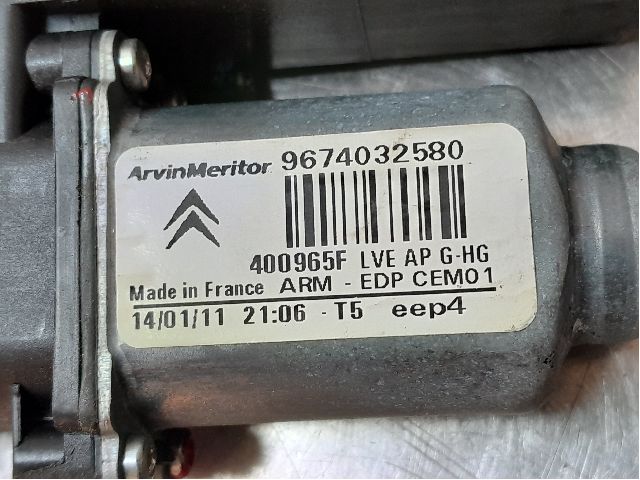 ArvinMeritor 9674032580
400965F LVE AP G-HG
Made in France ARM - EDP CEM01
14/01/11 21:06 - T5 eep4